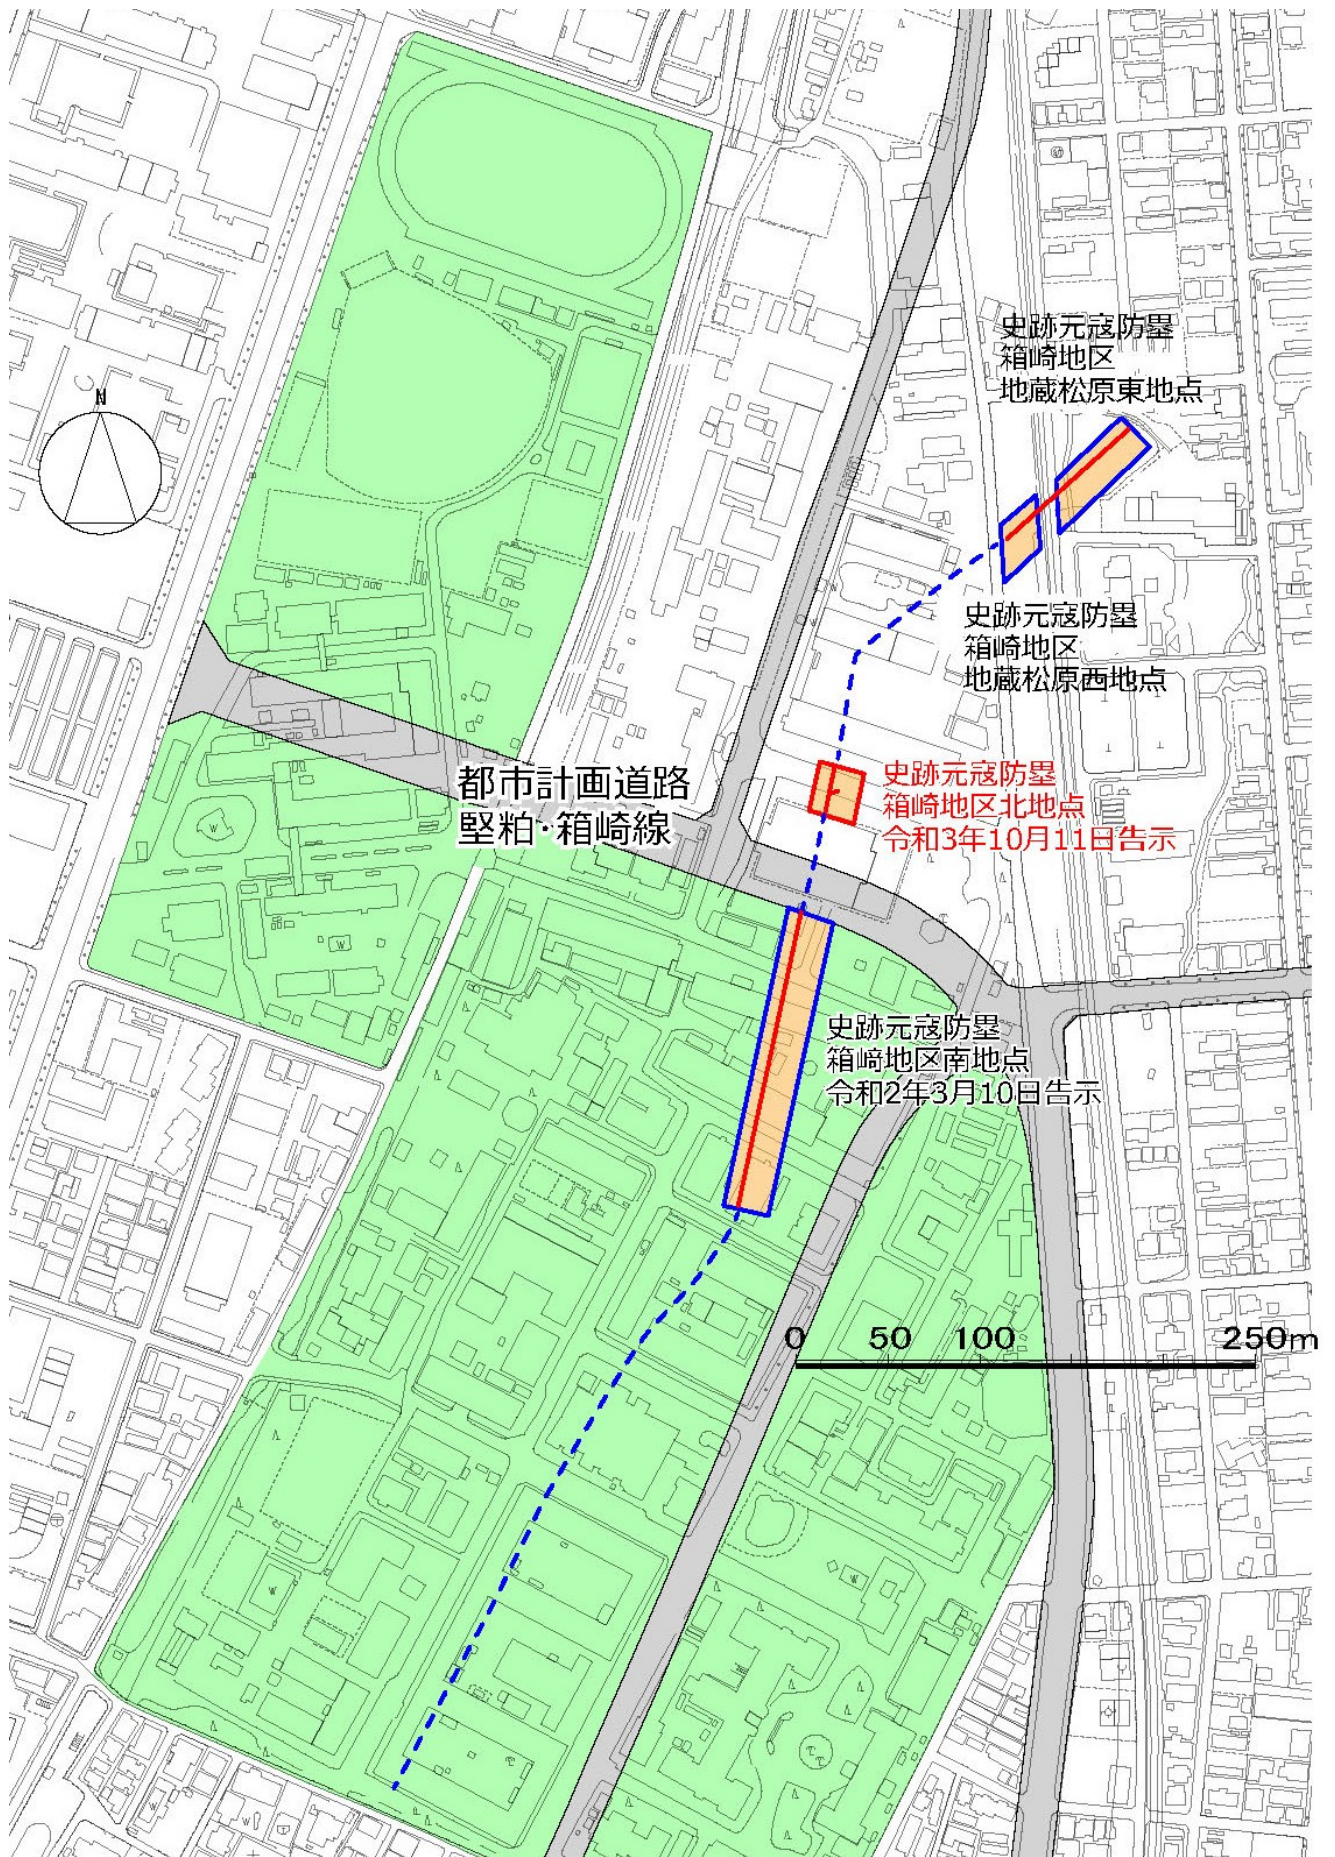 史跡元寇防塁
箱崎地区
地蔵松原東地点
N
史跡元寇防塁
箱崎地区
地蔵松原西地点
都市計画道路
堅粕・箱崎線
史跡元寇防塁
箱崎地区北地点
令和3年10月11日告示
史跡元寇防塁
箱﨑地区南地点
令和2年3月10日告示
0 50 100 250m